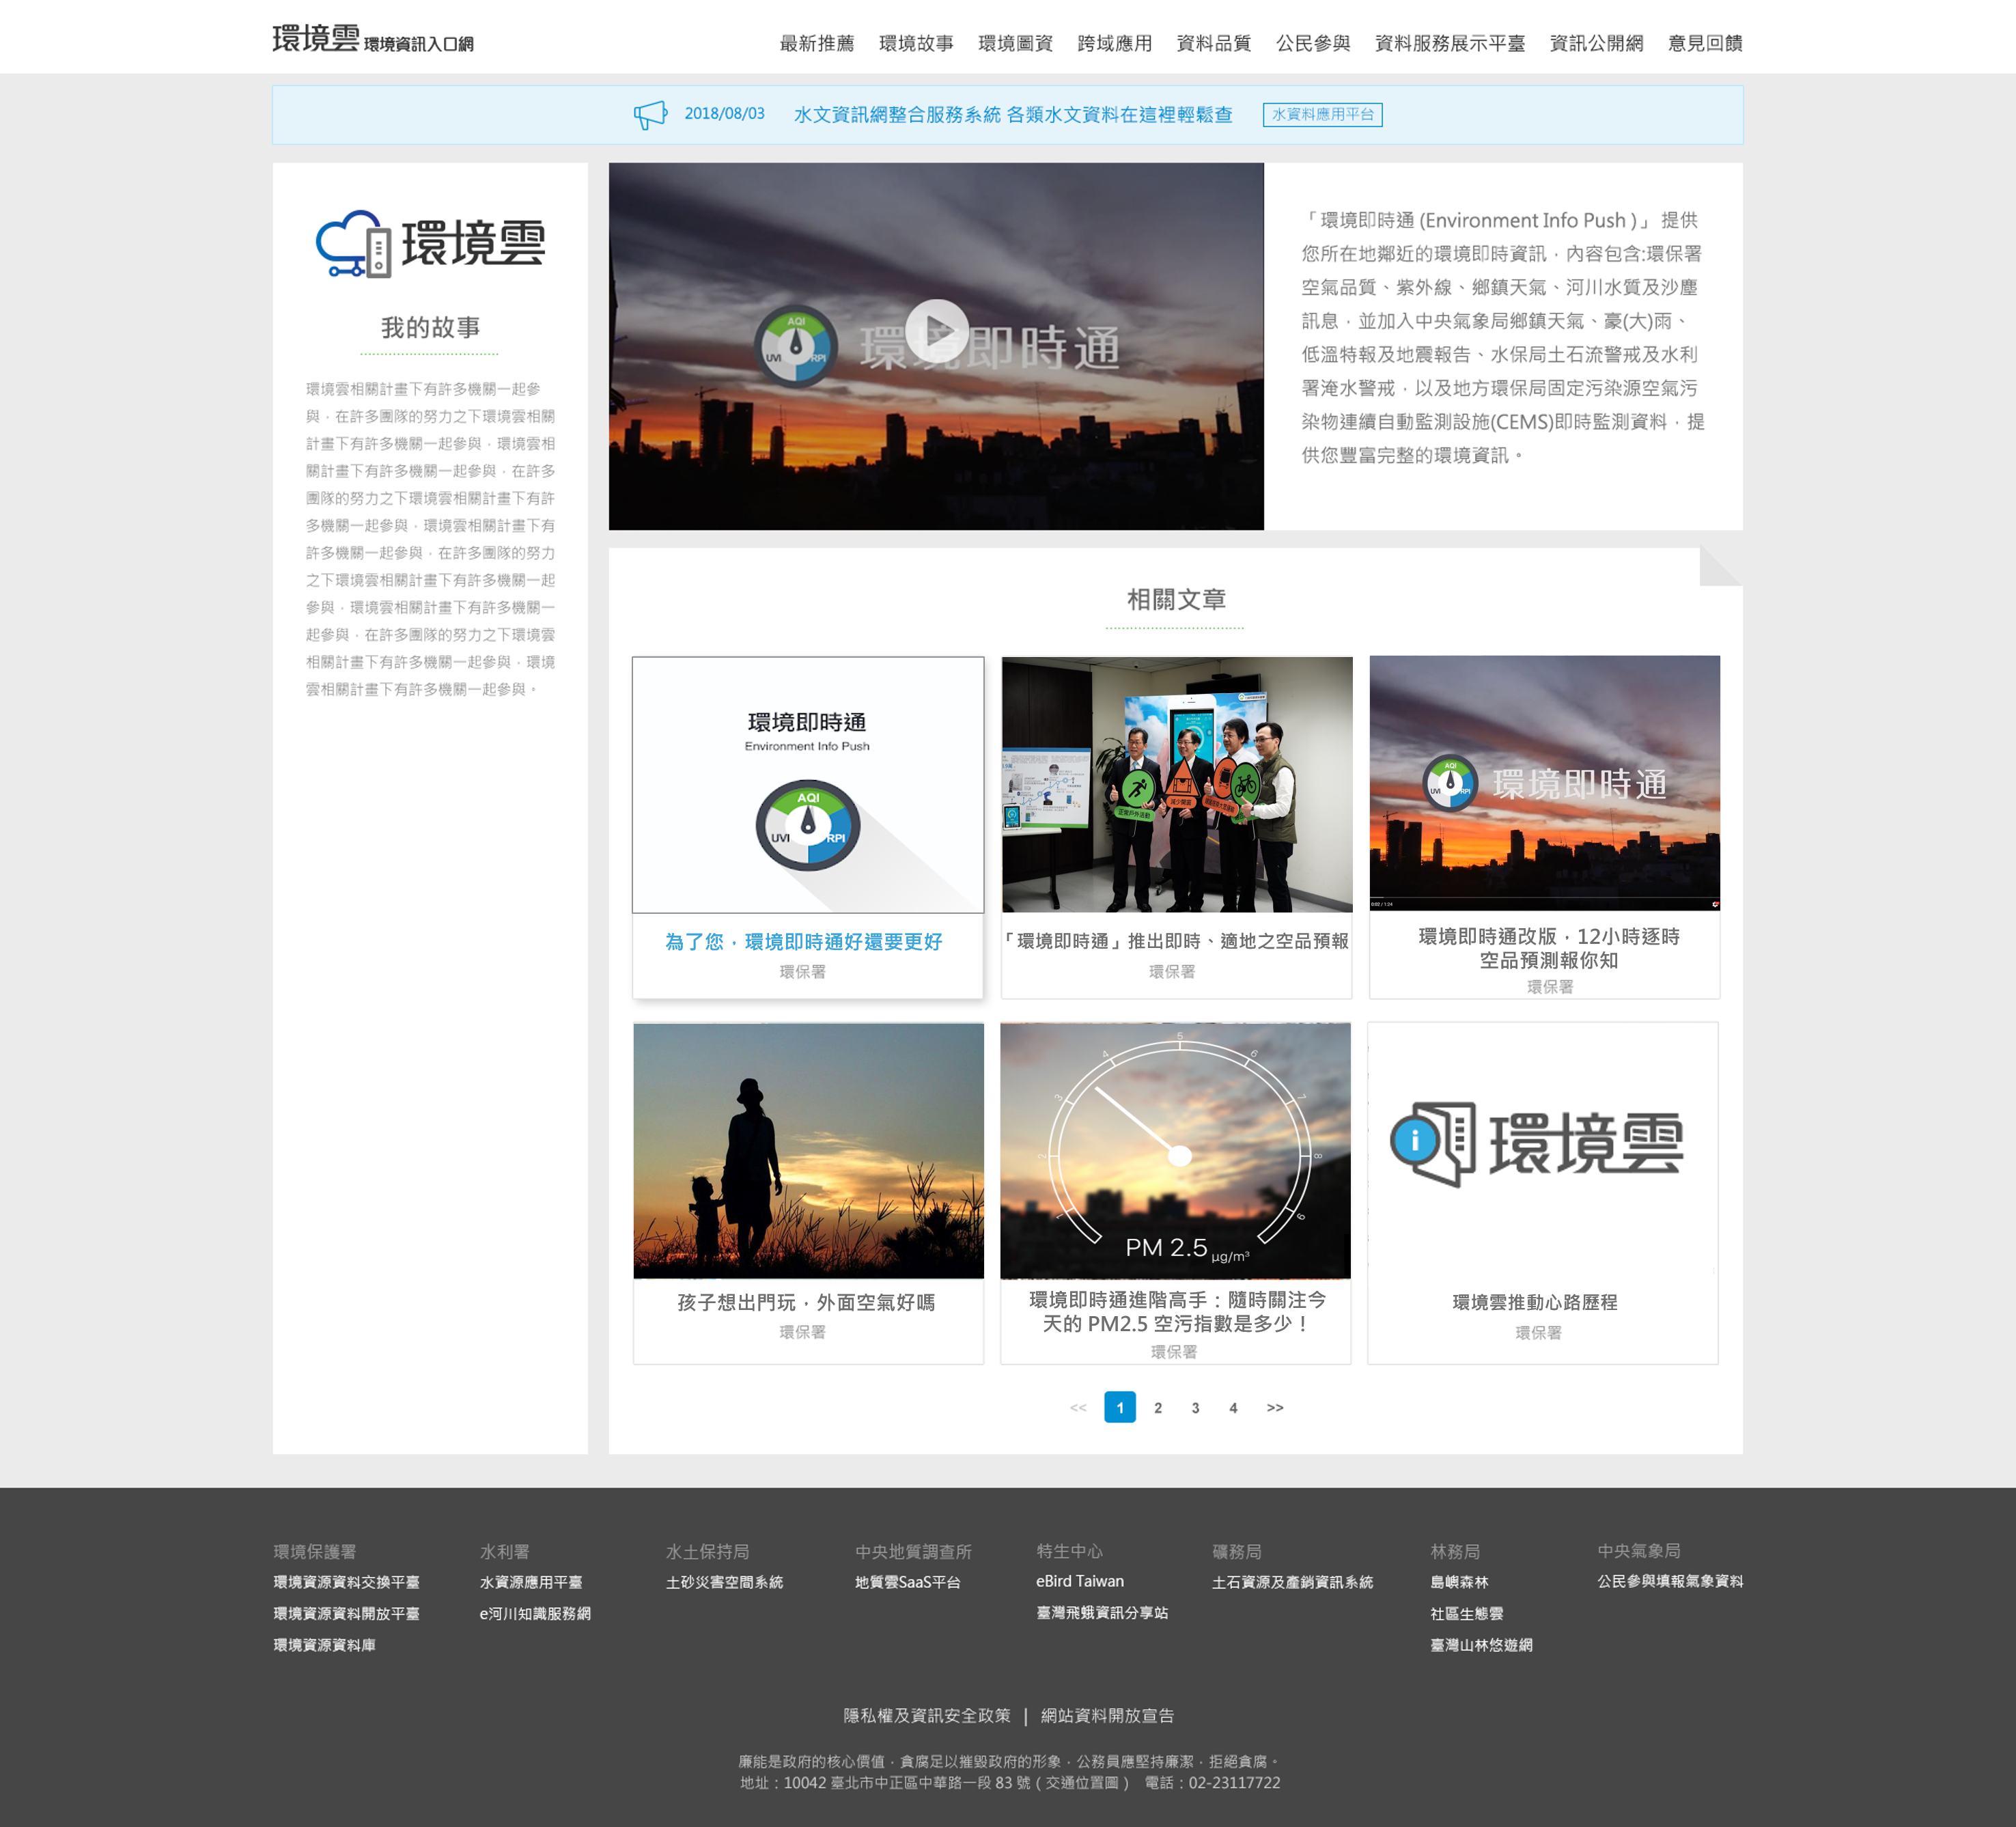 環境雲 環境資訊入口網
最新推薦 環境故事 環境圖資 跨域應用 資料品質 公民參與 資料服務展示平臺 資訊公開網 意見回饋
2018/08/03 水文資訊網整合服務系統 各類水文資料在這裡輕鬆查 水資料應用平台
環境雲
我的故事
環境雲相關計畫下有許多機關一起參
與，在許多團隊的努力之下環境雲相關
計畫下有許多機關一起參與，環境雲相
關計畫下有許多機關一起參與，在許多
團隊的努力之下環境雲相關計畫下有許
多機關一起參與，環境雲相關計畫下有
許多機關一起參與，在許多團隊的努力
之下環境雲相關計畫下有許多機關一起
參與，環境雲相關計畫下有許多機關一
起參與，在許多團隊的努力之下環境雲
相關計畫下有許多機關一起參與，環境
雲相關計畫下有許多機關一起參與。
AQI
UVI RPI
環境即時通
「環境即時通 (Environment Info Push )」 提供
您所在地鄰近的環境即時資訊，內容包含:環保署
空氣品質、紫外線、鄉鎮天氣、河川水質及沙塵
訊息，並加入中央氣象局鄉鎮天氣、豪(大)雨、
低溫特報及地震報告、水保局土石流警戒及水利
署淹水警戒，以及地方環保局固定污染源空氣污
染物連續自動監測設施(CEMS)即時監測資料，提
供您豐富完整的環境資訊。
相關文章
環境即時通
Environment Info Push
AQI
UVI RPI
為了您，環境即時通好還要更好
環保署
正常戶外活動
減少開窗
「環境即時通」推出即時、適地之空品預報
環保署
AQI
UVI RPI
環境即時通
0:02 / 1:24
環境即時通改版，12小時逐時
空品預測報你知
環保署
孩子想出門玩，外面空氣好嗎
環保署
1 2 3 4 5 6 7 8 9
PM 2.5 μg/m³
環境即時通進階高手：隨時關注今
天的 PM2.5 空污指數是多少！
環保署
i 環境雲
環境雲推動心路歷程
環保署
<< 1 2 3 4 >>
環境保護署
環境資源資料交換平臺
環境資源資料開放平臺
環境資源資料庫
水利署
水資源應用平臺
e河川知識服務網
水土保持局
土砂災害空間系統
中央地質調查所
地質雲SaaS平台
特生中心
eBird Taiwan
臺灣飛蛾資訊分享站
礦務局
土石資源及產銷資訊系統
林務局
島嶼森林
社區生態雲
臺灣山林悠遊網
中央氣象局
公民參與填報氣象資料
隱私權及資訊安全政策 | 網站資料開放宣告
廉能是政府的核心價值，貪腐足以摧毀政府的形象，公務員應堅持廉潔，拒絕貪腐。
地址：10042 臺北市中正區中華路一段 83 號 ( 交通位置圖 ) 電話：02-23117722